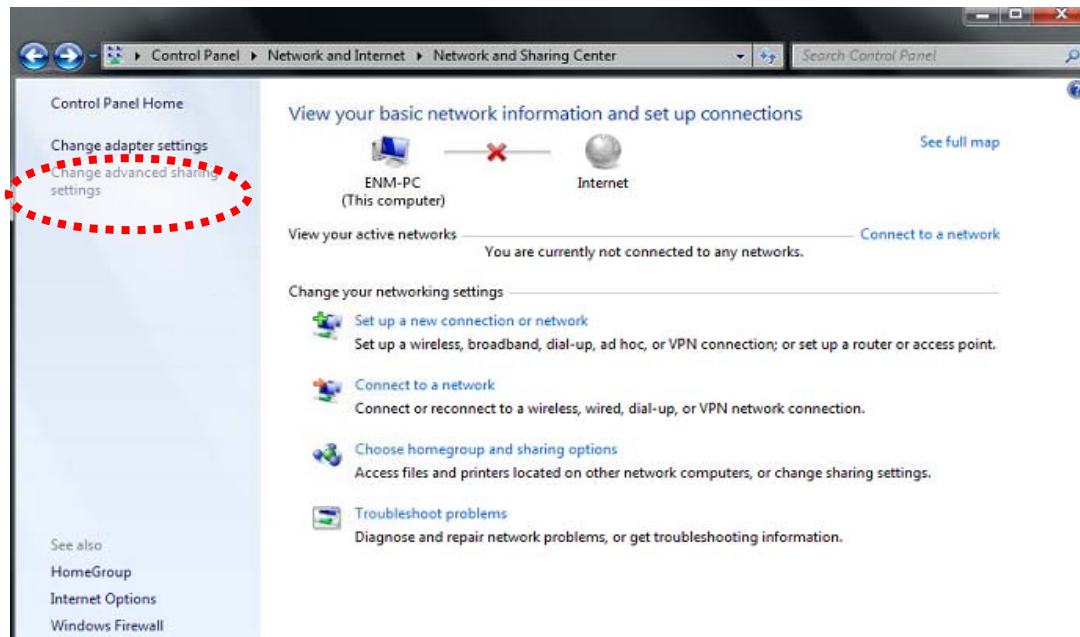 Control Panel ▸ Network and Internet ▸ Network and Sharing Center
Search Control Panel
Control Panel Home
Change adapter settings
Change advanced sharing
settings
See also
HomeGroup
Internet Options
Windows Firewall
View your basic network information and set up connections
See full map
ENM-PC
(This computer)
Internet
View your active networks
Connect to a network
You are currently not connected to any networks.
Change your networking settings
Set up a new connection or network
Set up a wireless, broadband, dial-up, ad hoc, or VPN connection; or set up a router or access point.
Connect to a network
Connect or reconnect to a wireless, wired, dial-up, or VPN network connection.
Choose homegroup and sharing options
Access files and printers located on other network computers, or change sharing settings.
Troubleshoot problems
Diagnose and repair network problems, or get troubleshooting information.